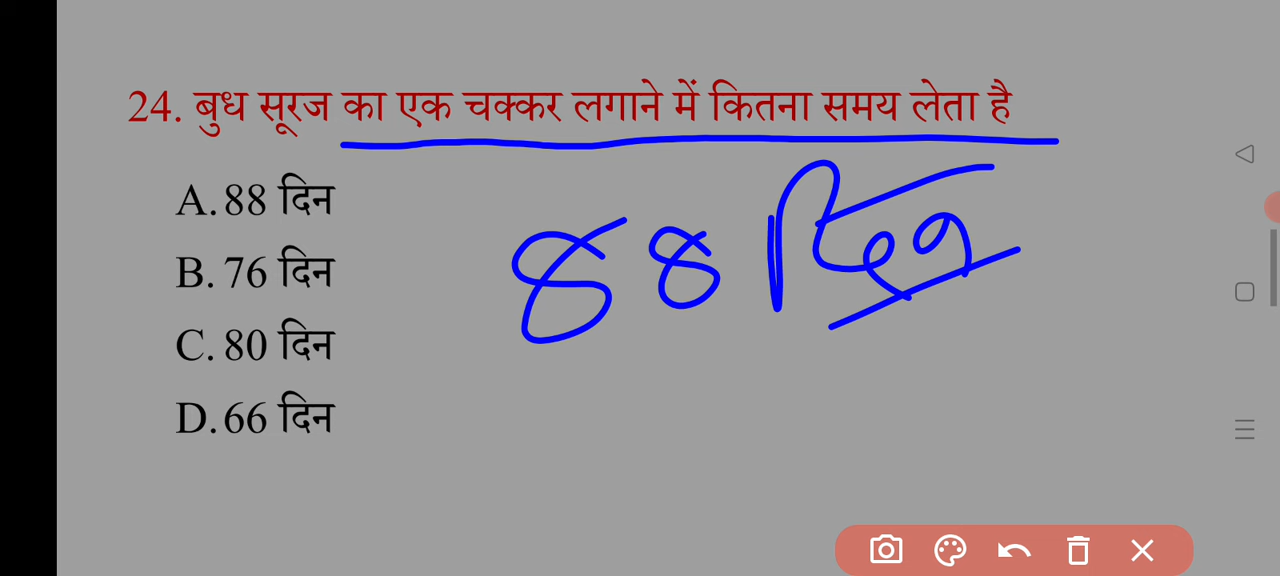 24. बुध सूरज का एक चक्कर लगाने में कितना समय लेता है
A. 88 दिन
88 दिन
B. 76 दिन
C. 80 दिन
D. 66 दिन